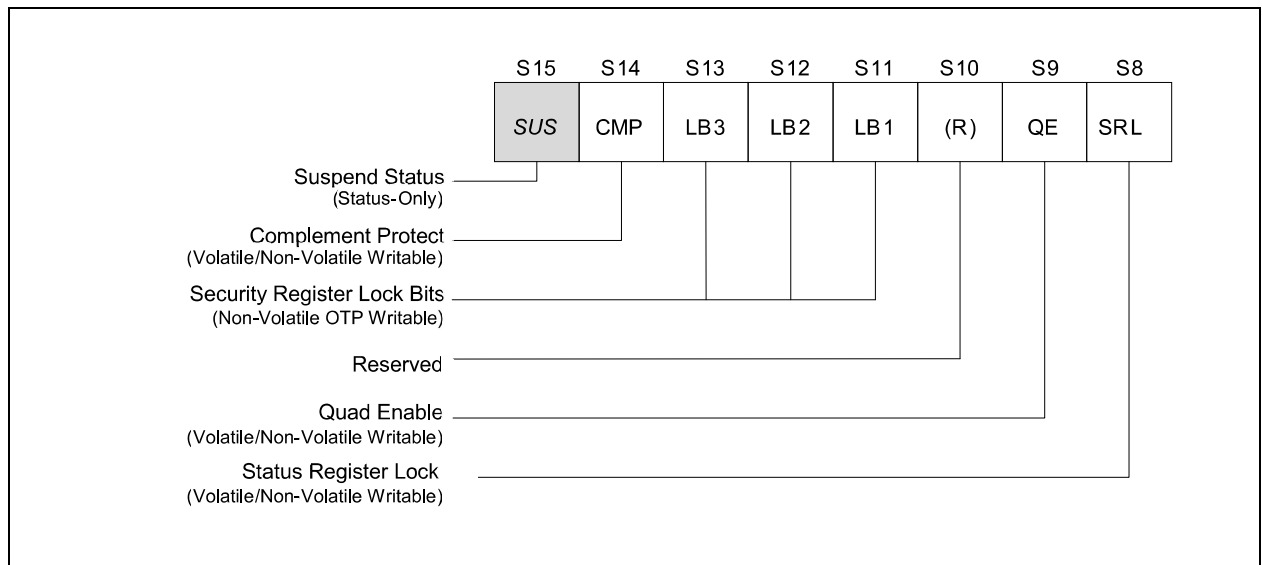 S15 S14 S13 S12 S11 S10 S9 S8
SUS CMP LB3 LB2 LB1 (R) QE SRL
Suspend Status
(Status-Only)
Complement Protect
(Volatile/Non-Volatile Writable)
Security Register Lock Bits
(Non-Volatile OTP Writable)
Reserved
Quad Enable
(Volatile/Non-Volatile Writable)
Status Register Lock
(Volatile/Non-Volatile Writable)